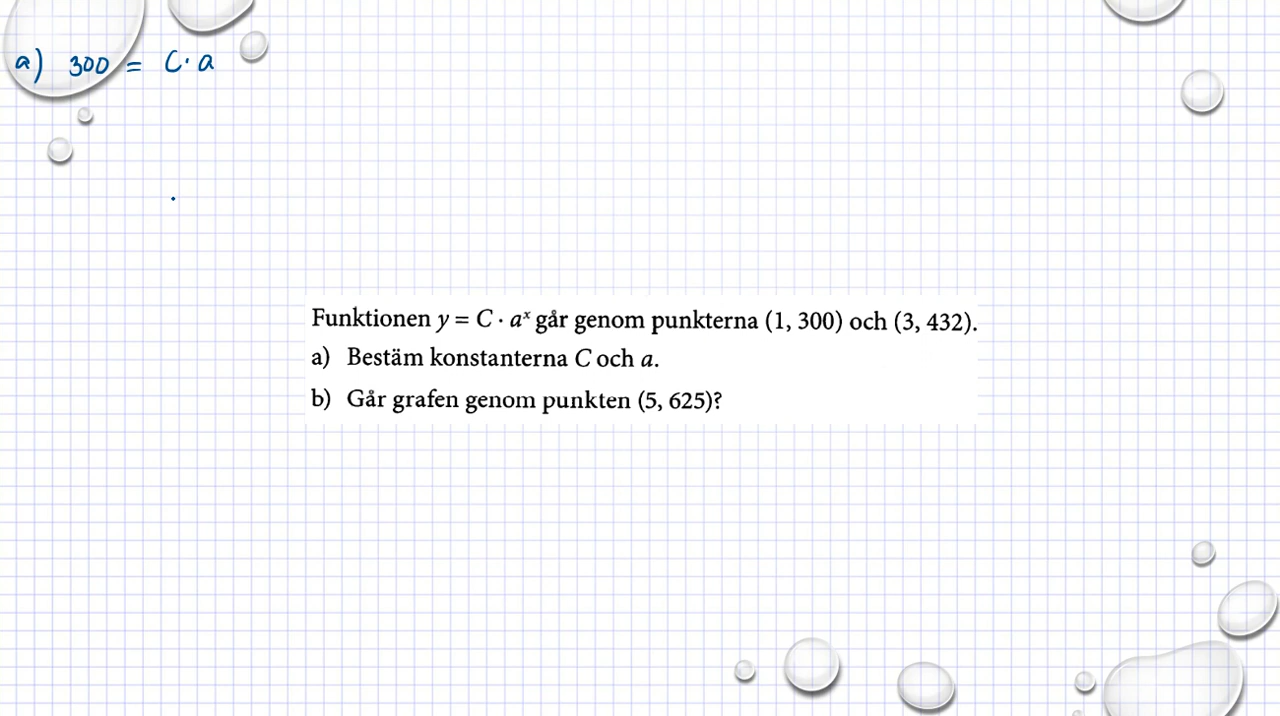 a) 300 = C · a
Funktionen y = C · aˣ går genom punkterna (1, 300) och (3, 432).
a) Bestäm konstanterna C och a.
b) Går grafen genom punkten (5, 625)?